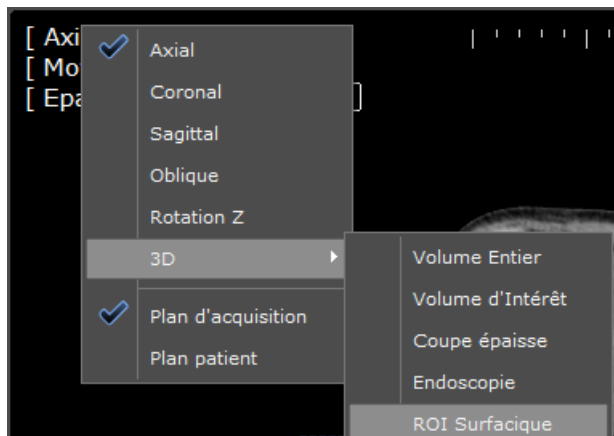 [ Axi
[ Mo
[ Epa ]
Axial
Coronal
Sagittal
Oblique
Rotation Z
3D
Plan d'acquisition
Plan patient
Volume Entier
Volume d'Intérêt
Coupe épaisse
Endoscopie
ROI Surfacique